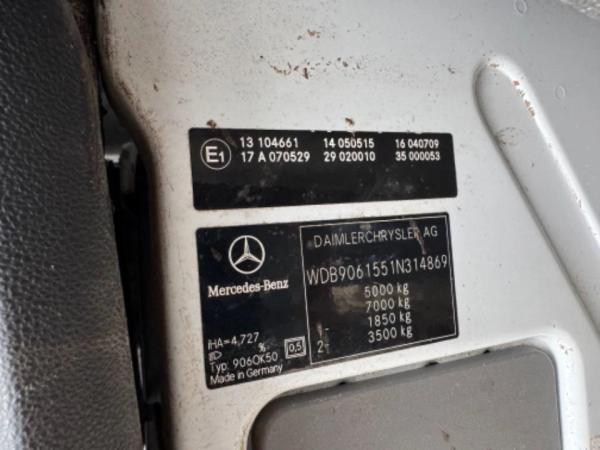 E1
13 104661 14 050515 16 040709
17 A 070529 29 020010 35 000053
DAIMLERCHRYSLER AG
WDB9061551N314869
Mercedes-Benz
5000 kg
7000 kg
1850 kg
2- 3500 kg
iHA=4,727
% 0,5
Typ: 906OK50
Made in Germany